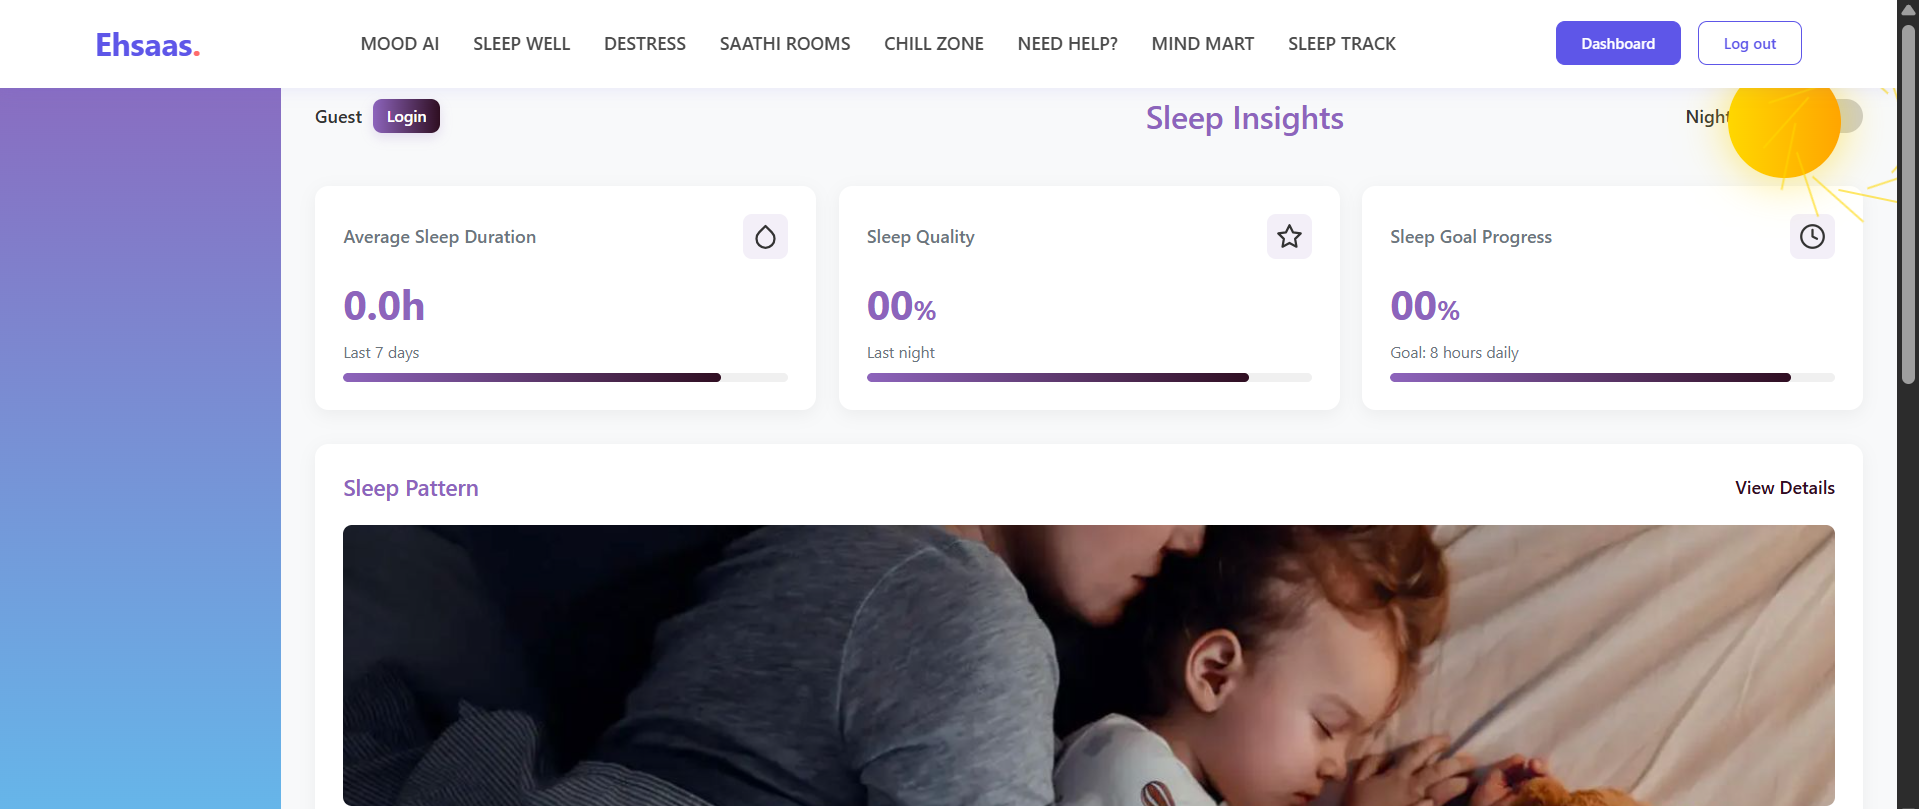 Ehsaas.
MOOD AI
SLEEP WELL
DESTRESS
SAATHI ROOMS
CHILL ZONE
NEED HELP?
MIND MART
SLEEP TRACK
Dashboard
Log out
Guest
Login
Sleep Insights
Night
Average Sleep Duration
0.0h
Last 7 days
Sleep Quality
00%
Last night
Sleep Goal Progress
00%
Goal: 8 hours daily
Sleep Pattern
View Details